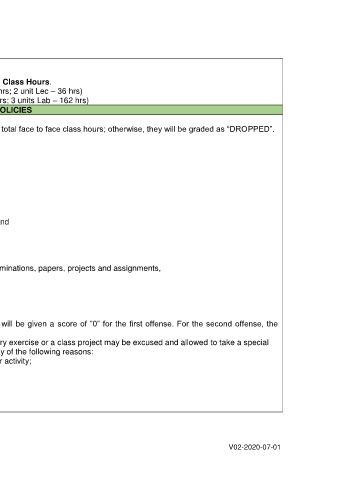 Class Hours.
hrs; 2 unit Lec – 36 hrs)
rs; 3 units Lab – 162 hrs)
OLICIES
total face to face class hours; otherwise, they will be graded as “DROPPED”.
nd
minations, papers, projects and assignments,
will be given a score of ”0” for the first offense. For the second offense, the
ry exercise or a class project may be excused and allowed to take a special
y of the following reasons:
r activity;
V02-2020-07-01